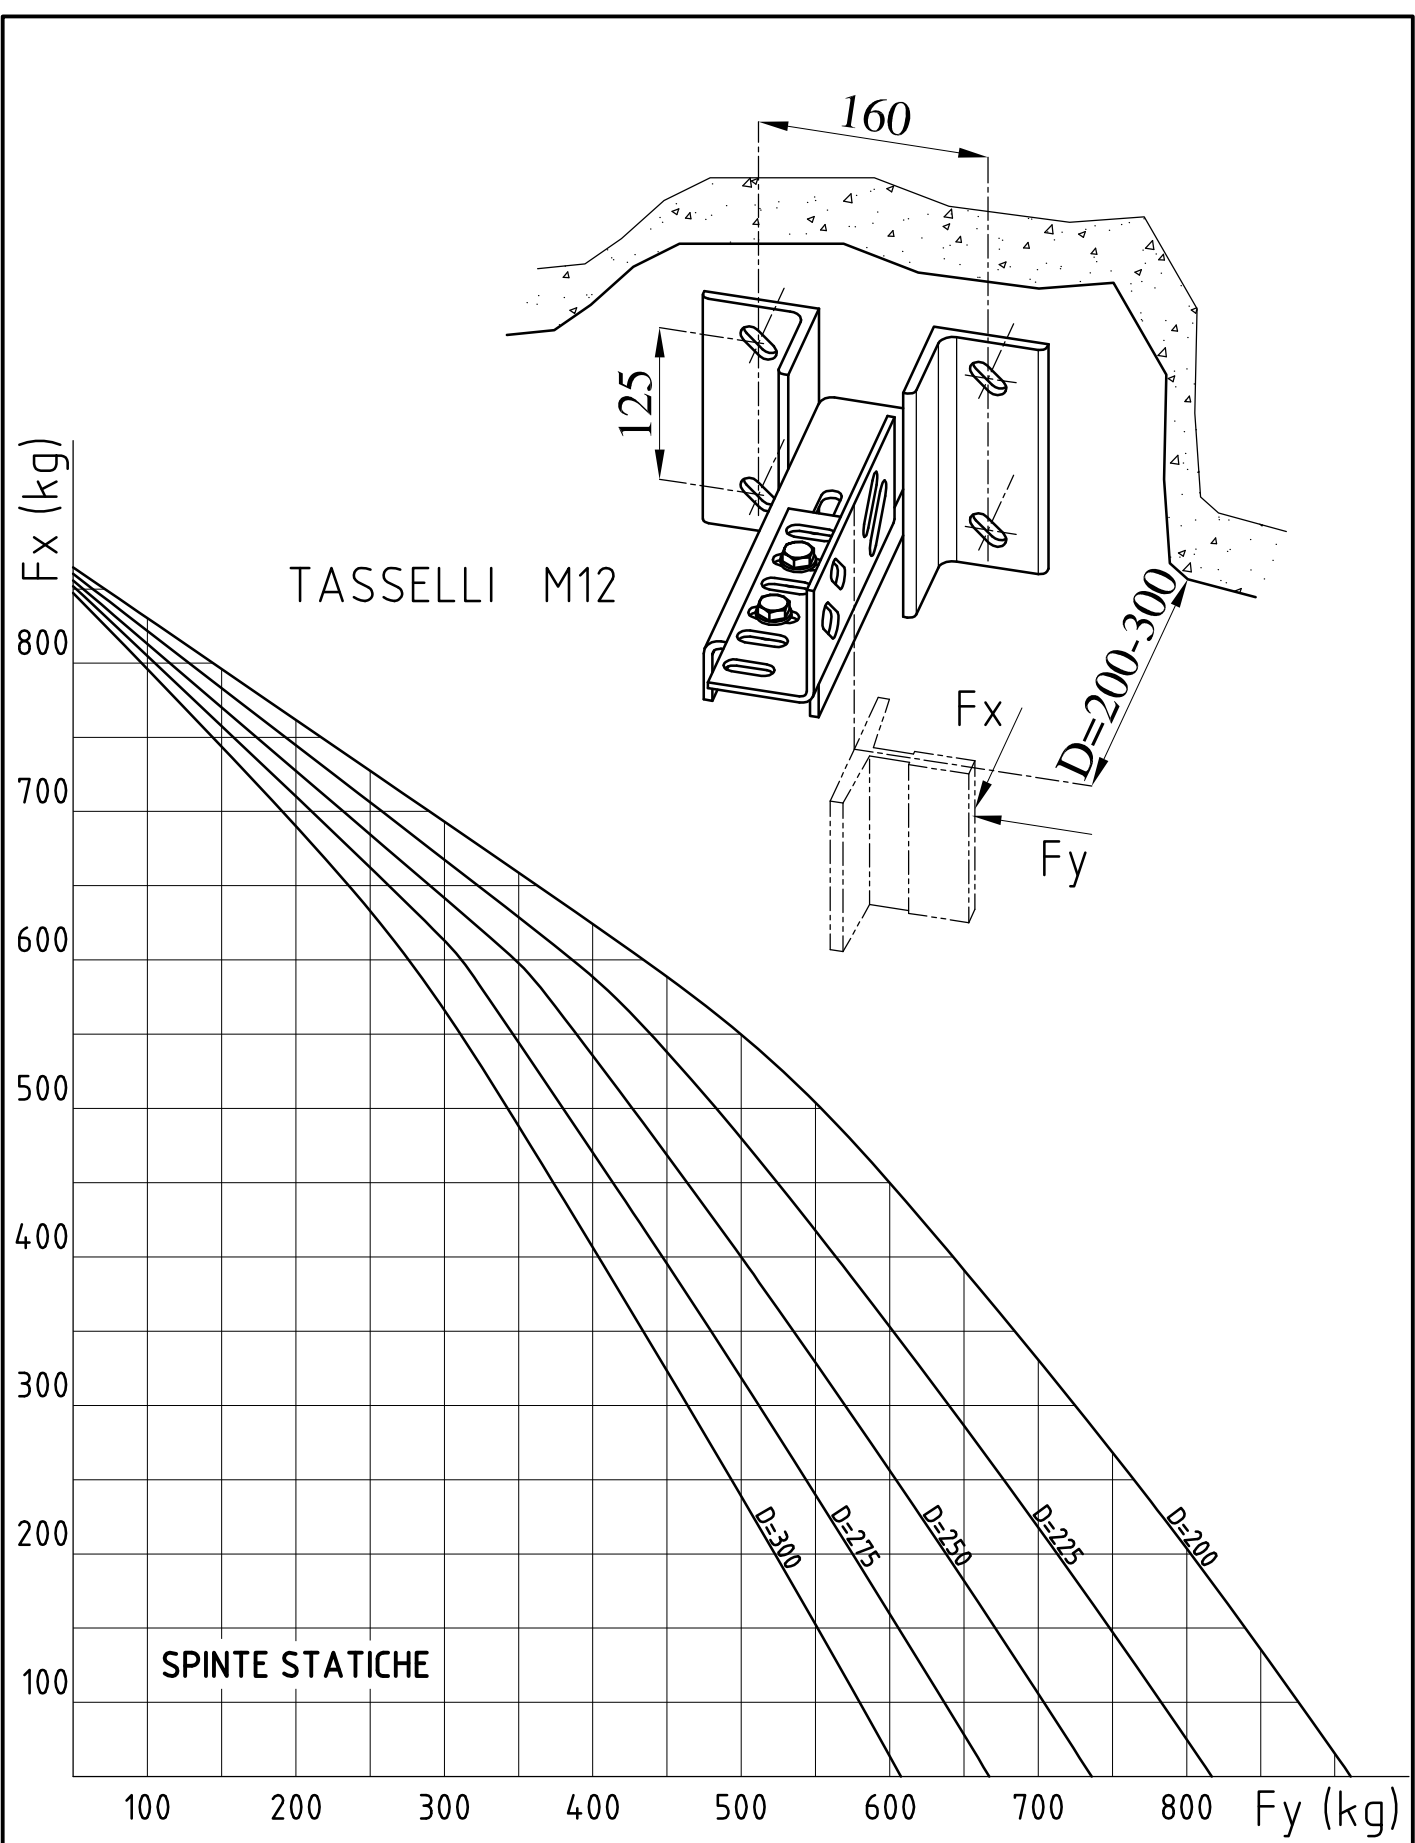 160
125
Fx (kg)
TASSELLI M12
D=200-300
Fx
Fy
800
700
600
500
400
300
200
100
D=300
D=275
D=250
D=225
D=200
SPINTE STATICHE
100 200 300 400 500 600 700 800 Fy (kg)